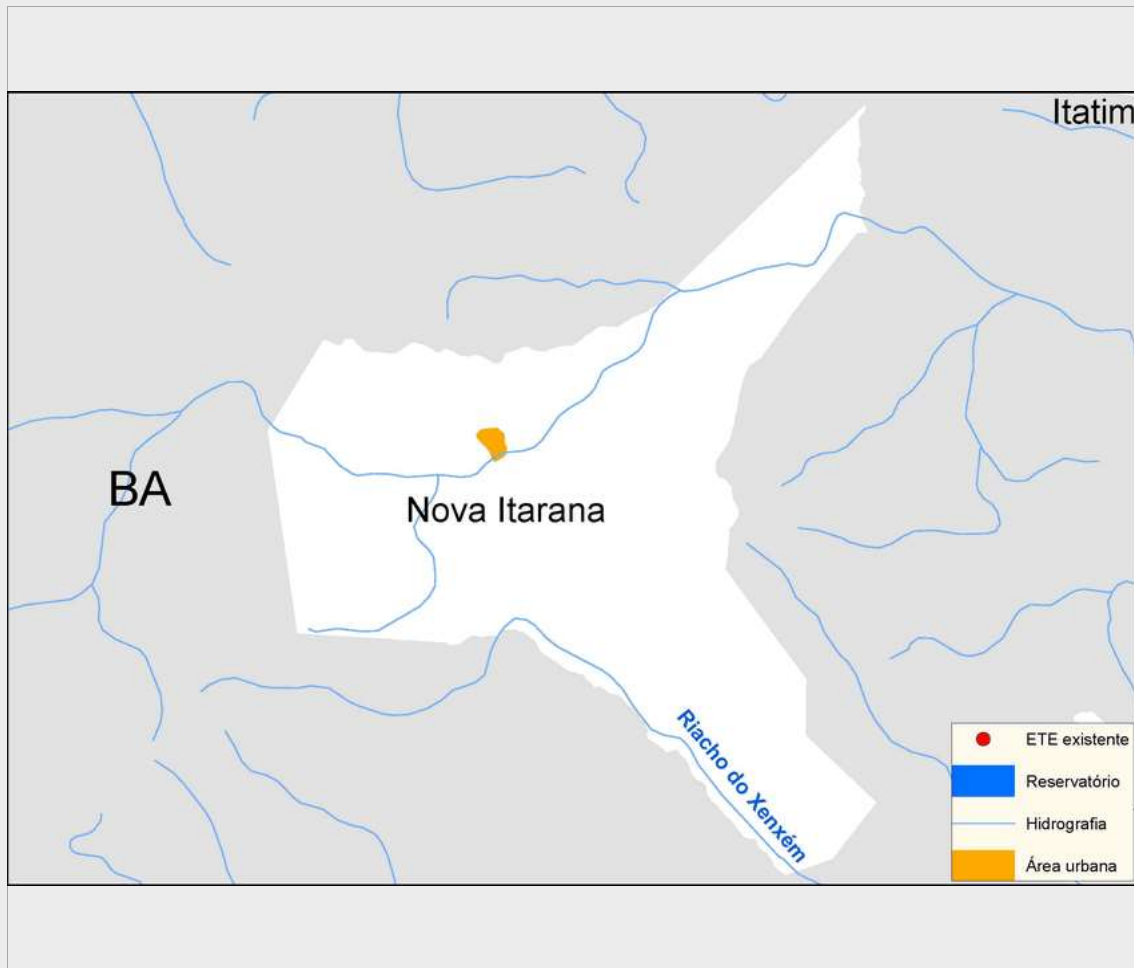 Itatim
BA
Nova Itarana
Riacho do Xenxém
ETE existente
Reservatório
Hidrografia
Área urbana